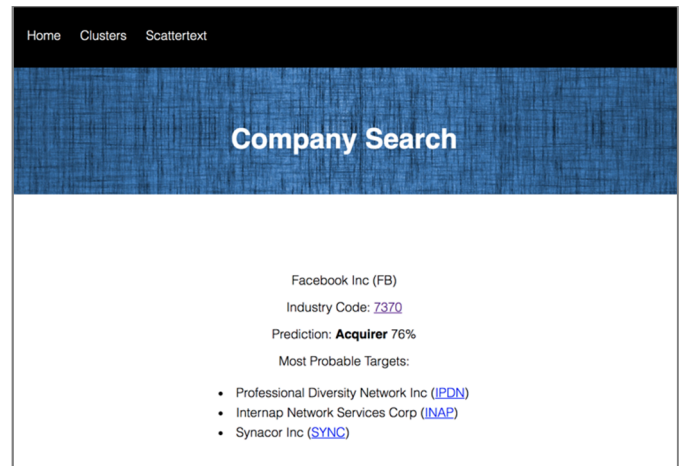 Home Clusters Scattertext
Company Search
Facebook Inc (FB)
Industry Code: 7370
Prediction: Acquirer 76%
Most Probable Targets:
• Professional Diversity Network Inc (IPDN)
• Internap Network Services Corp (INAP)
• Synacor Inc (SYNC)